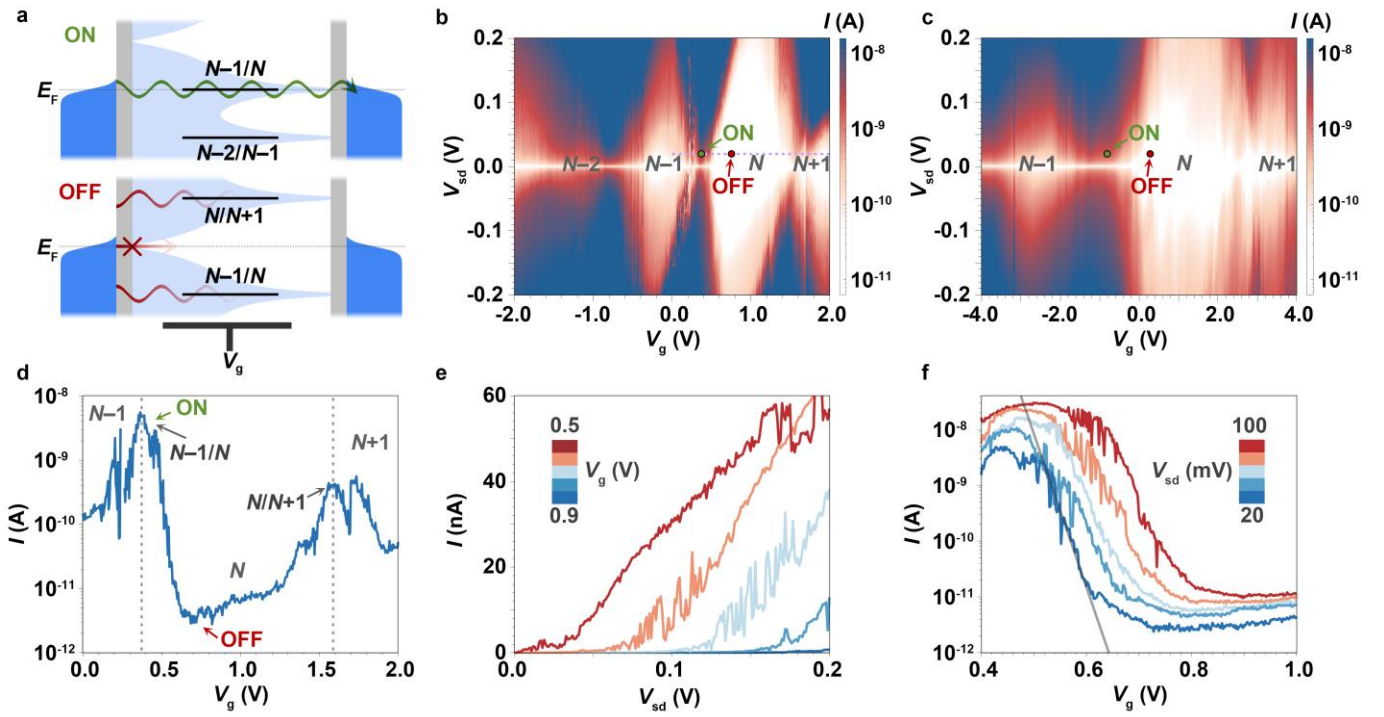 a
ON
N–1/N
E_F
N–2/N–1
OFF
N/N+1
E_F
N–1/N
V_g
b
I (A)
0.2
0.1
0.0
-0.1
-0.2
V_sd (V)
ON
N–2
N–1
N
N+1
OFF
10^-8
10^-9
10^-10
10^-11
-2.0
-1.0
0.0
1.0
2.0
V_g (V)
c
I (A)
0.2
0.1
0.0
-0.1
-0.2
V_sd (V)
ON
N–1
N
N+1
OFF
10^-8
10^-9
10^-10
10^-11
-4.0
-2.0
0.0
2.0
4.0
V_g (V)
d
10^-8
10^-9
10^-10
10^-11
10^-12
I (A)
N–1
ON
N–1/N
N+1
N/N+1
N
OFF
0.0
0.5
1.0
1.5
2.0
V_g (V)
e
60
40
20
0
I (nA)
0.5
V_g (V)
0.9
0.0
0.1
0.2
V_sd (V)
f
10^-8
10^-9
10^-10
10^-11
10^-12
I (A)
100
V_sd (mV)
20
0.4
0.6
0.8
1.0
V_g (V)